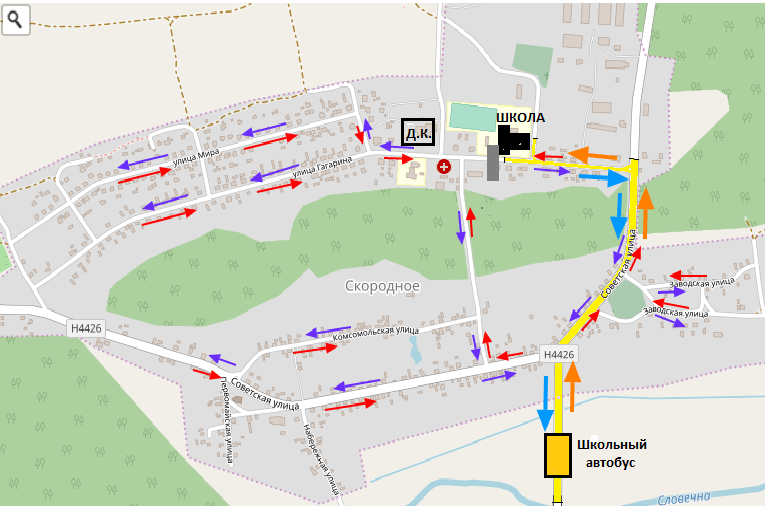 ШКОЛА
Д.К.
улица Мира
улица Гагарина
Скородное
Советская улица
Заводская улица
Заводская улица
Н4426
Комсомольская улица
Н4426
Советская улица
Первомайская улица
Набережная улица
Школьный
автобус
Словечна